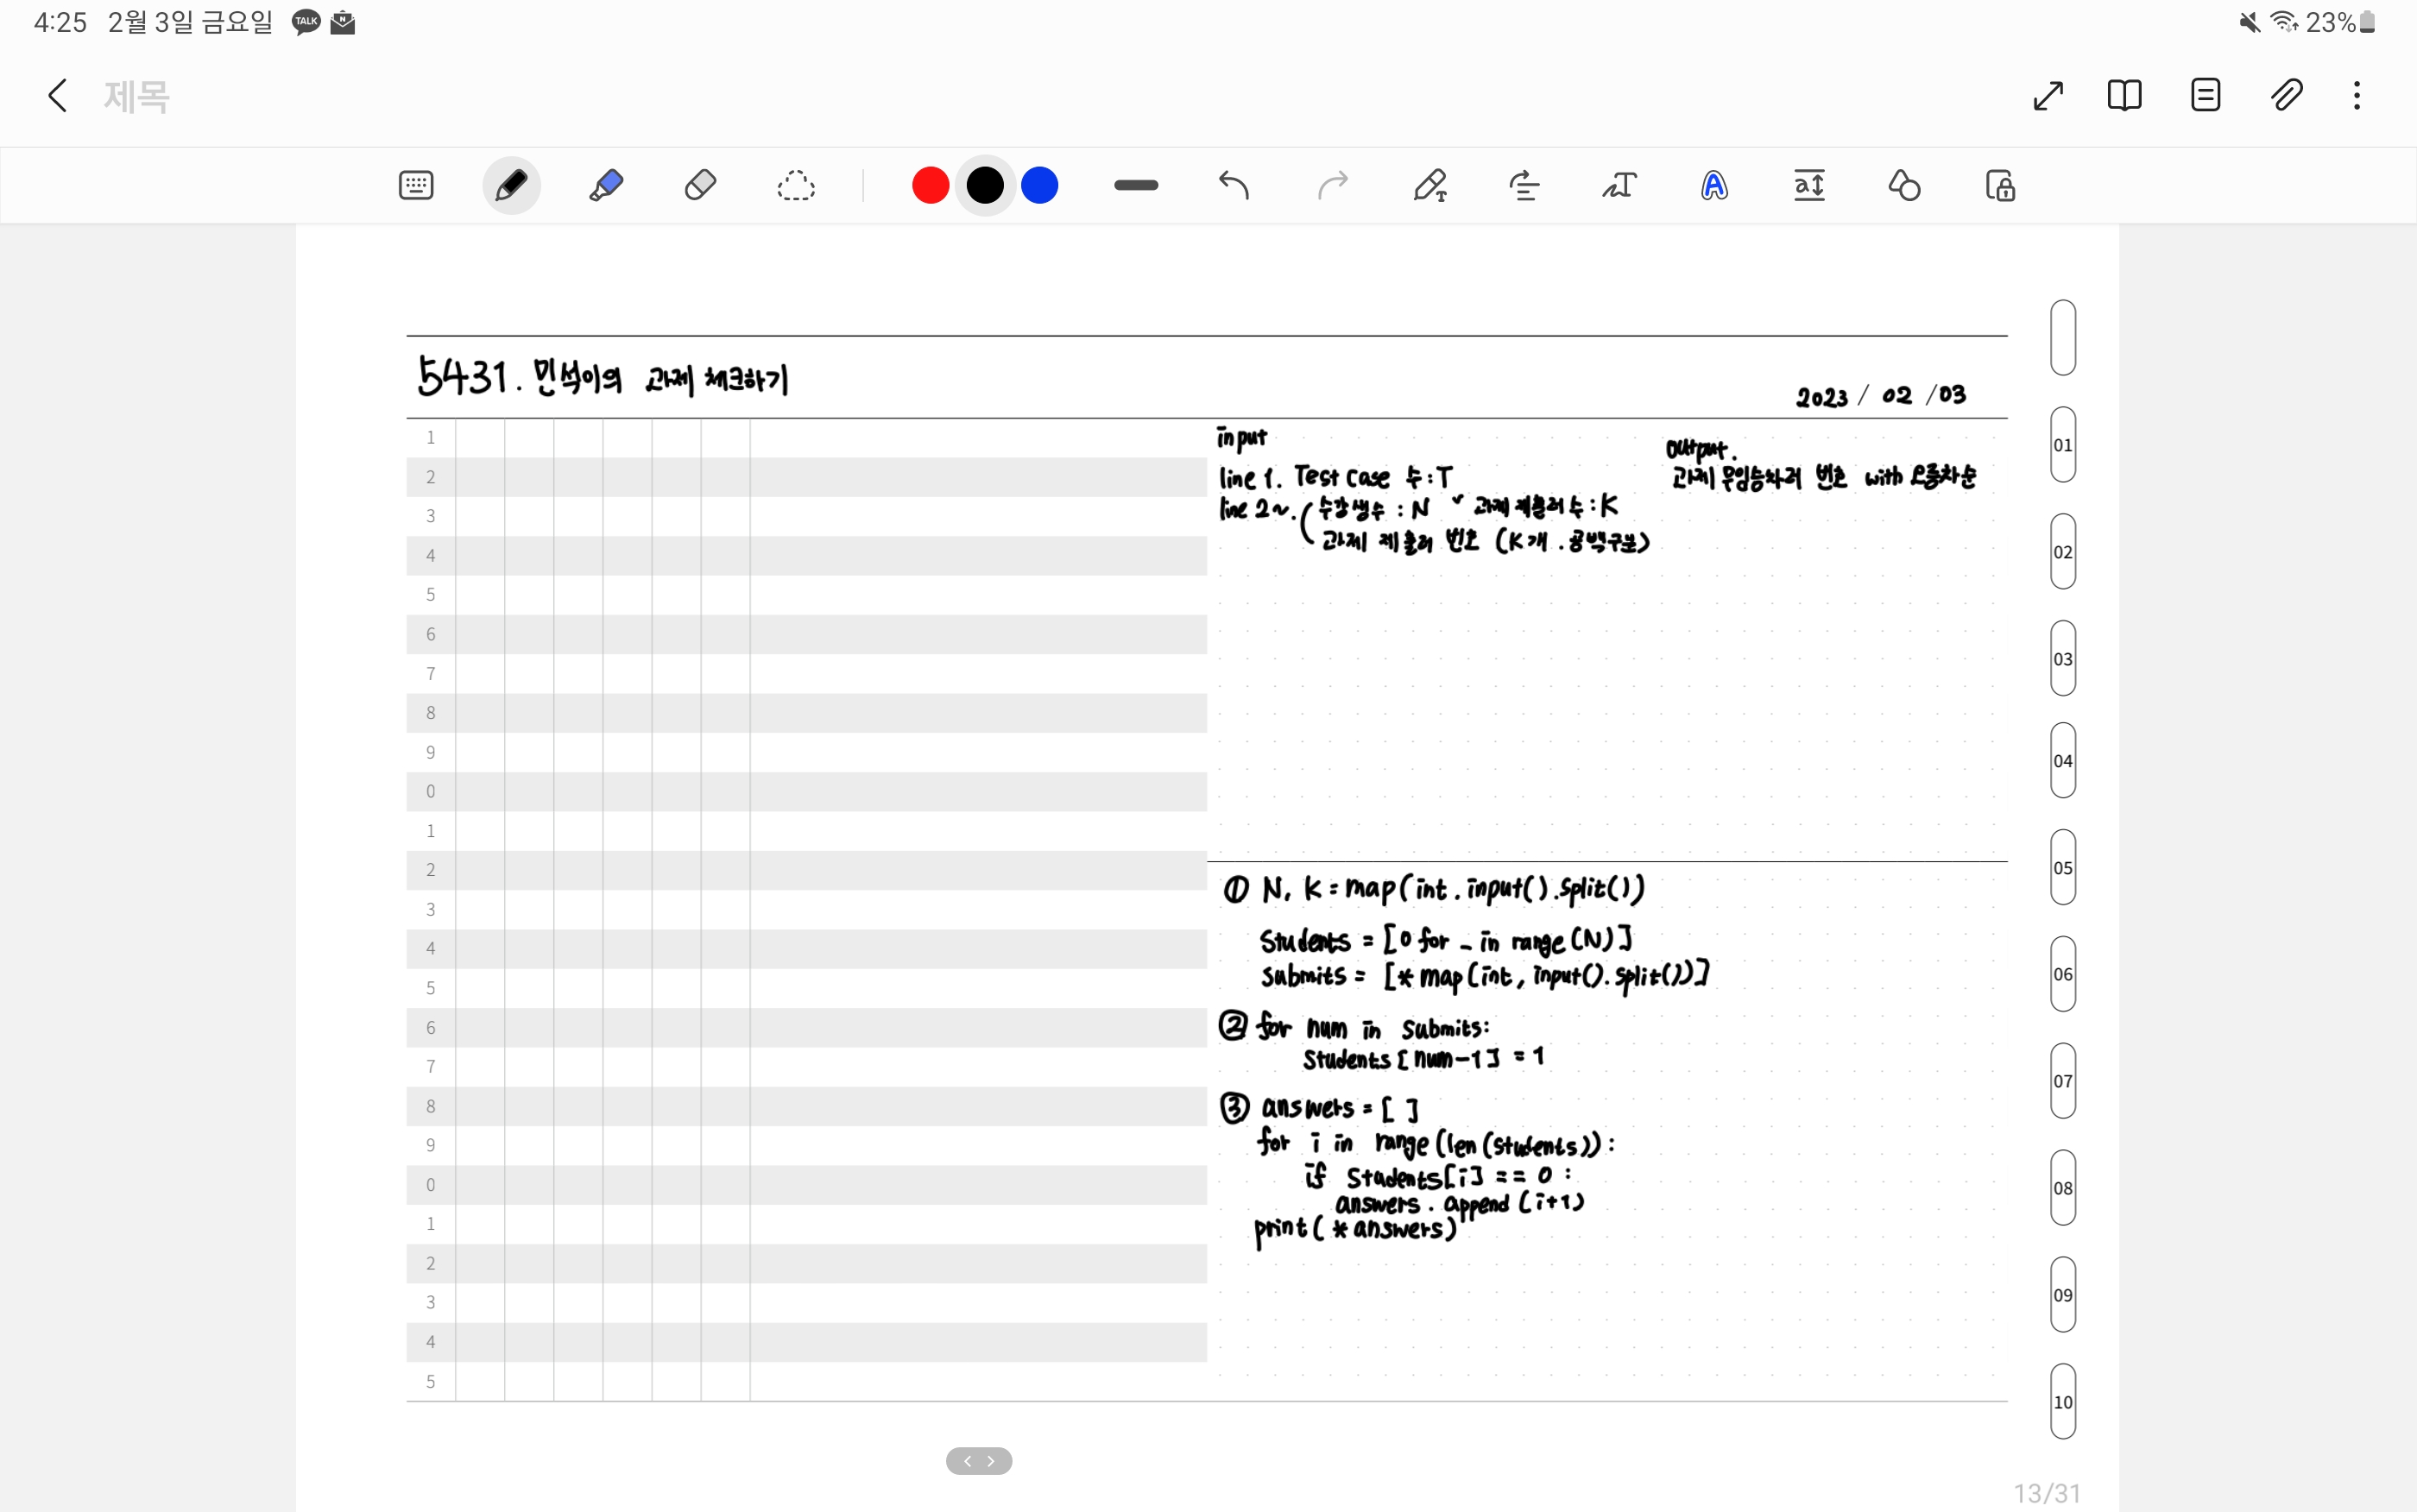 4:25 2월 3일 금요일 TALK N 23%
제목
A a
5431. 민석이의 과제 체크하기
2023 / 02 / 03
1
2
3
4
5
6
7
8
9
0
1
2
3
4
5
6
7
8
9
0
1
2
3
4
5
input
line 1. Test case 수 : T
line 2~. ( 수강생수 : N ˅ 과제 제출러 수 : K
과제 제출러 번호 (K개 . 공백구분)
output.
과제 무임승차러 번호 with 오름차순
① N, K = map(int. input().split())
Students = [0 for _ in range(N)]
submits = [* map(int, input().split())]
② for num in submits:
Students[num-1] = 1
③ answers = [ ]
for i in range(len(students)):
if Students[i] == 0 :
answers.append(i+1)
print(*answers)
01
02
03
04
05
06
07
08
09
10
< >
13/31